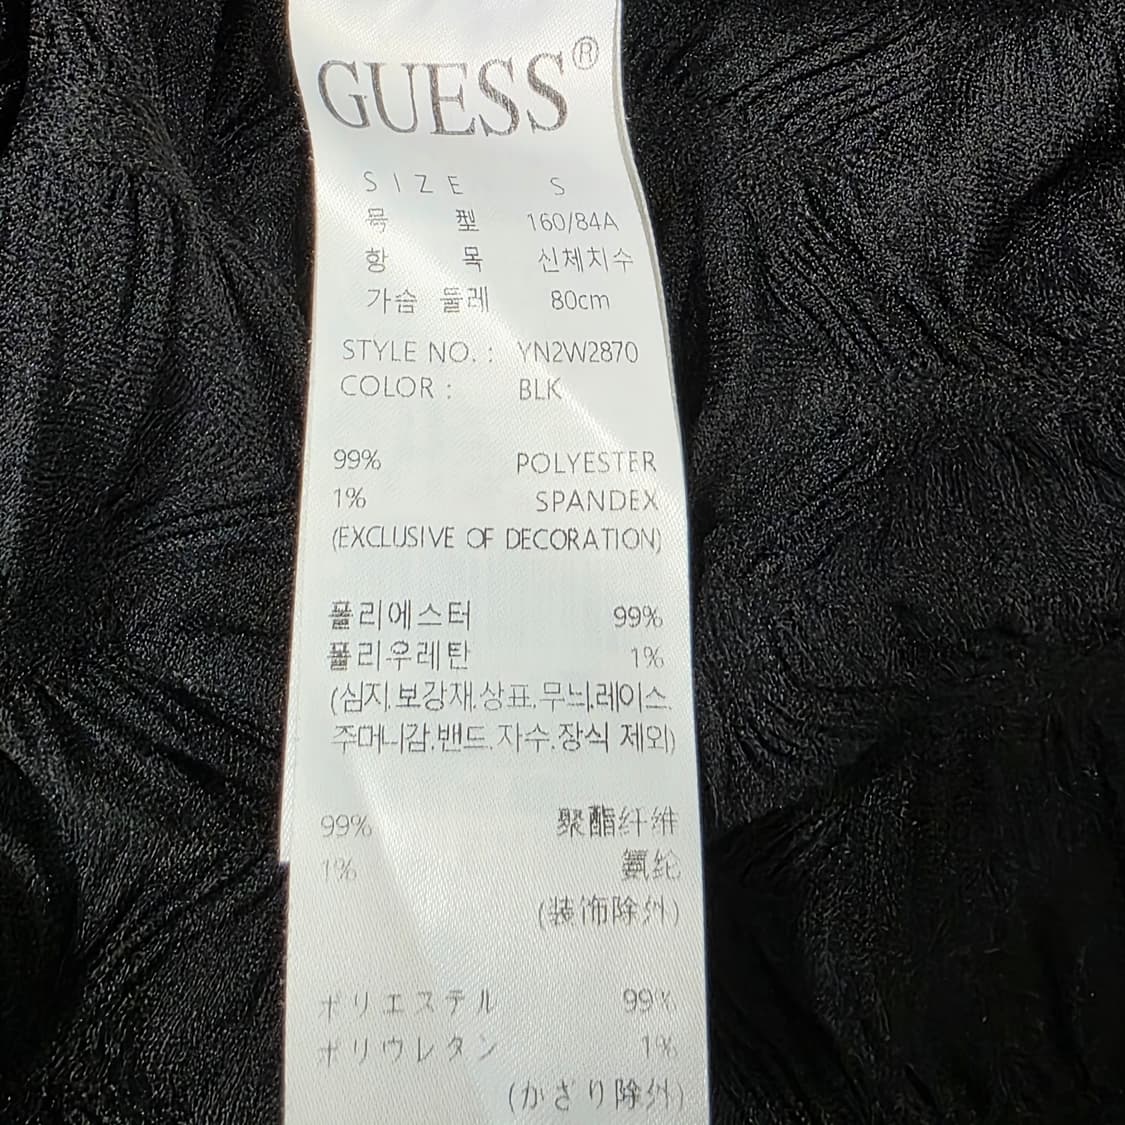 GUESS®
SIZE S
号 型 160/84A
항 목 신체치수
가슴 둘레 80cm
STYLE NO. : YN2W2870
COLOR : BLK
99% POLYESTER
1% SPANDEX
(EXCLUSIVE OF DECORATION)
폴리에스터 99%
폴리우레탄 1%
(심지.보강재.상표.무늬.레이스.
주머니감.밴드.자수.장식 제외)
99% 聚酯纤维
1% 氨纶
(装饰除外)
ポリエステル 99%
ポリウレタン 1%
(かざり除外)